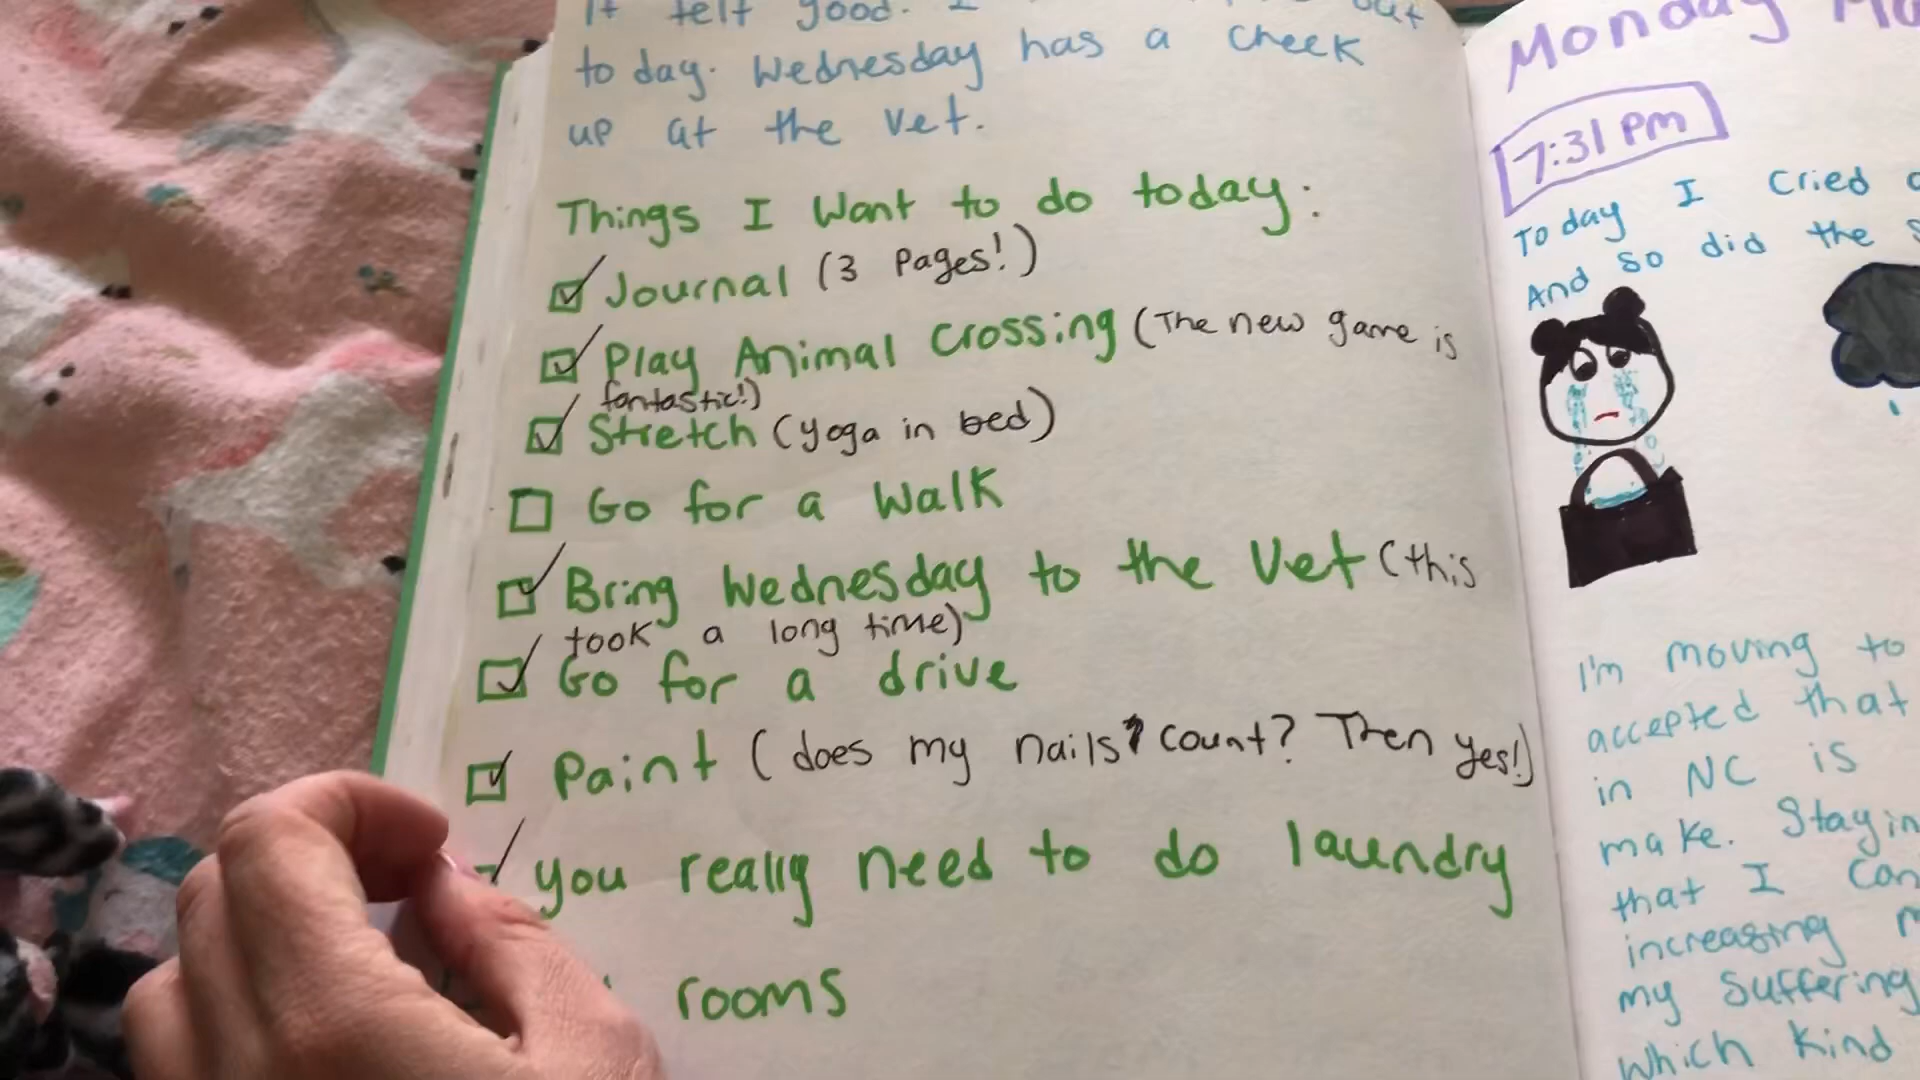 It felt good. I out
today. Wednesday has a check
up at the vet.
Things I want to do today:
Journal (3 pages!)
Play Animal Crossing (The new game is
fantastic!)
Stretch (yoga in bed)
Go for a walk
Bring Wednesday to the vet (this
took a long time)
Go for a drive
Paint (does my nails count? Then yes!)
you really need to do laundry
rooms
Monday
7:31 PM
Today I cried
And so did the
I'm moving to
accepted that
in NC is
make. Staying
that I can
increasing
my suffering
which kind